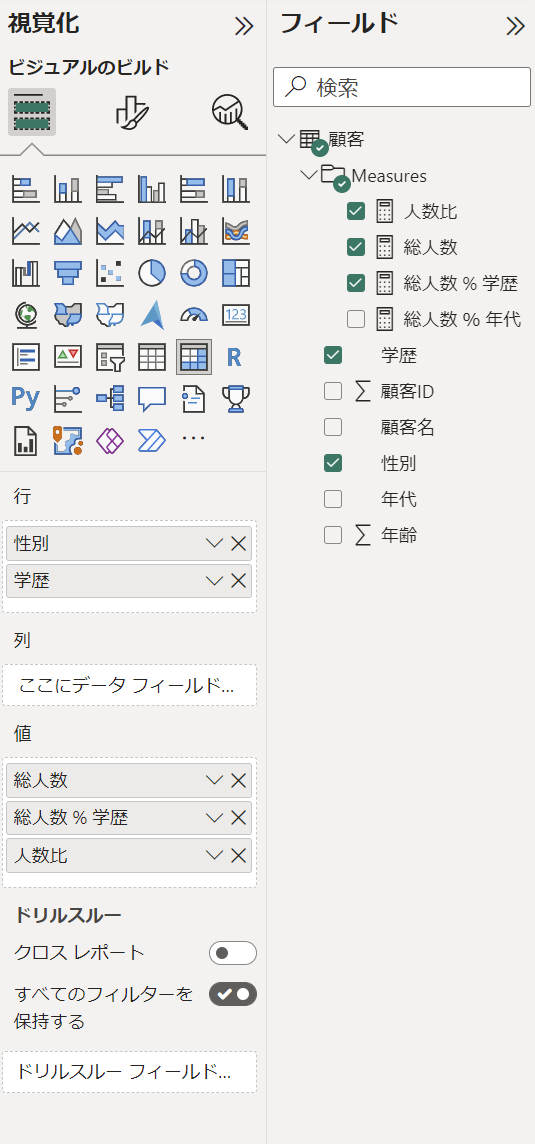 視覚化
ビジュアルのビルド
123
R
Py
行
性別
学歴
列
ここにデータ フィールド...
値
総人数
総人数 % 学歴
人数比
ドリルスルー
クロス レポート
すべてのフィルターを
保持する
ドリルスルー フィールド...
フィールド
検索
顧客
Measures
人数比
総人数
総人数 % 学歴
総人数 % 年代
学歴
顧客ID
顧客名
性別
年代
年齢